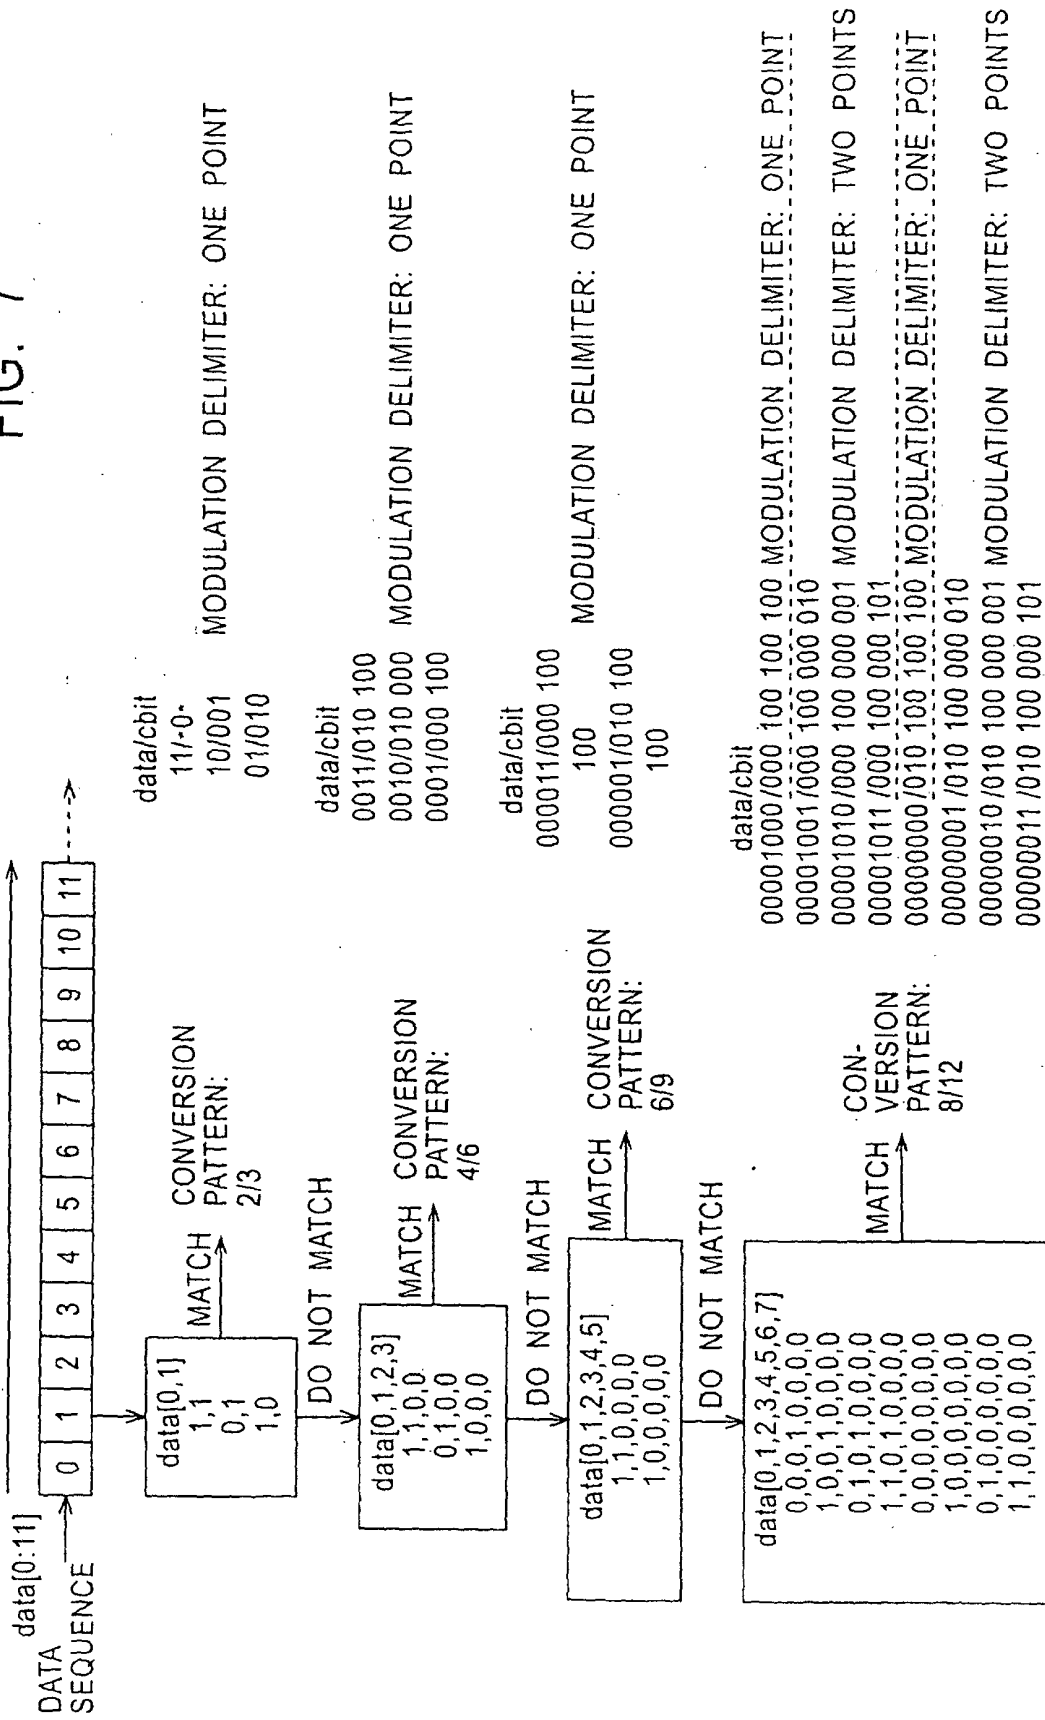 FIG. 7
data[0:11]
DATA
SEQUENCE
0 1 2 3 4 5 6 7 8 9 10 11
data[0,1]
1,1
0,1
1,0
MATCH
CONVERSION
PATTERN:
2/3
data/cbit
11/-0-
10/001
01/010
MODULATION DELIMITER: ONE POINT
DO NOT MATCH
data[0,1,2,3]
1,1,0,0
0,1,0,0
1,0,0,0
MATCH
CONVERSION
PATTERN:
4/6
data/cbit
0011/010 100
0010/010 000
0001/000 100
MODULATION DELIMITER: ONE POINT
DO NOT MATCH
data[0,1,2,3,4,5]
1,1,0,0,0,0
1,0,0,0,0,0
MATCH
CONVERSION
PATTERN:
6/9
data/cbit
000011/000 100
100
000001/010 100
100
MODULATION DELIMITER: ONE POINT
DO NOT MATCH
data[0,1,2,3,4,5,6,7]
0,0,0,1,0,0,0,0
1,0,0,1,0,0,0,0
0,1,0,1,0,0,0,0
1,1,0,1,0,0,0,0
0,0,0,0,0,0,0,0
1,0,0,0,0,0,0,0
0,1,0,0,0,0,0,0
1,1,0,0,0,0,0,0
MATCH
CON-
VERSION
PATTERN:
8/12
data/cbit
00001000/000 100 100 100 MODULATION DELIMITER: ONE POINT
00001001/000 100 000 010
00001010/000 100 000 001 MODULATION DELIMITER: TWO POINTS
00001011/000 100 000 101
00000000/010 100 100 100 MODULATION DELIMITER: ONE POINT
00000001/010 100 000 010
00000010/010 100 000 001 MODULATION DELIMITER: TWO POINTS
00000011/010 100 000 101